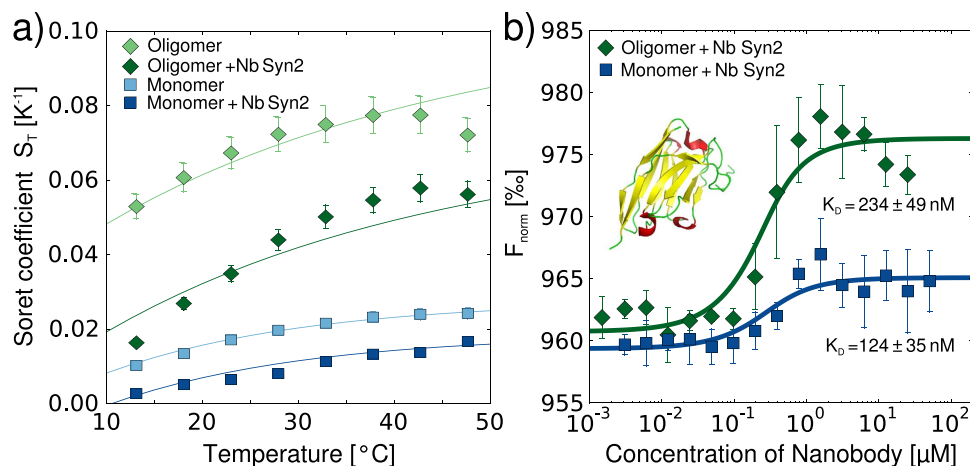 a)
0.10
0.08
0.06
0.04
0.02
0.00
Soret coefficient S_T [K⁻¹]
Oligomer
Oligomer +Nb Syn2
Monomer
Monomer + Nb Syn2
10 20 30 40 50
Temperature [°C]
b)
985
980
975
970
965
960
955
F_norm [‰]
Oligomer + Nb Syn2
Monomer + Nb Syn2
K_D = 234 ± 49 nM
K_D = 124 ± 35 nM
10⁻³ 10⁻² 10⁻¹ 10⁰ 10¹ 10²
Concentration of Nanobody [µM]